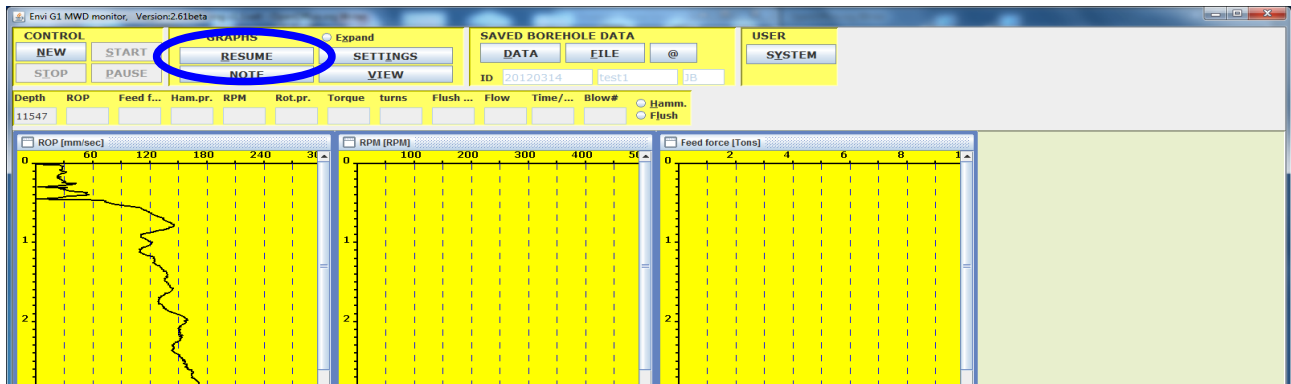 Envi G1 MWD monitor, Version:2.61beta
CONTROL GRAPHS Expand SAVED BOREHOLE DATA USER
NEW START RESUME SETTINGS DATA FILE @ SYSTEM
STOP PAUSE NOTE VIEW ID 20120314 test1 JB
Depth ROP Feed f... Ham.pr. RPM Rot.pr. Torque turns Flush ... Flow Time/... Blow# Hamm.
11547 Flush
ROP [mm/sec] RPM [RPM] Feed force [Tons]
0 60 120 180 240 30 0 100 200 300 400 50 0 2 4 6 8 1
1 1 1
2 2 2